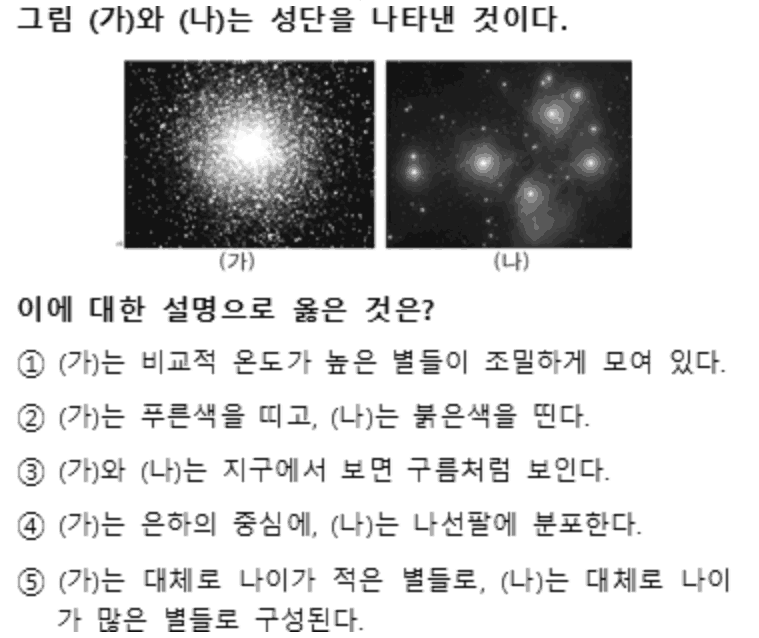 그림 (가)와 (나)는 성단을 나타낸 것이다.
(가) (나)
이에 대한 설명으로 옳은 것은?
① (가)는 비교적 온도가 높은 별들이 조밀하게 모여 있다.
② (가)는 푸른색을 띠고, (나)는 붉은색을 띤다.
③ (가)와 (나)는 지구에서 보면 구름처럼 보인다.
④ (가)는 은하의 중심에, (나)는 나선팔에 분포한다.
⑤ (가)는 대체로 나이가 적은 별들로, (나)는 대체로 나이
가 많은 별들로 구성된다.